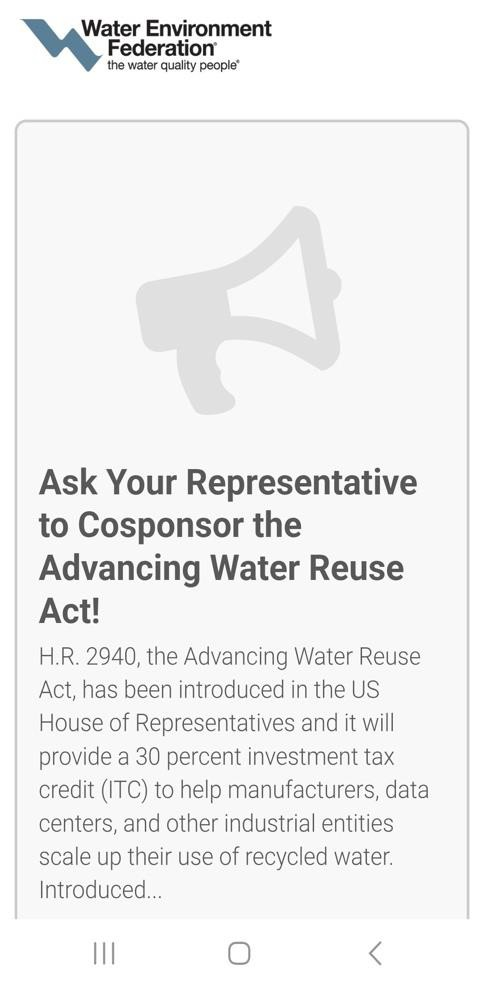 Water Environment
Federation®
the water quality people®
Ask Your Representative
to Cosponsor the
Advancing Water Reuse
Act!
H.R. 2940, the Advancing Water Reuse
Act, has been introduced in the US
House of Representatives and it will
provide a 30 percent investment tax
credit (ITC) to help manufacturers, data
centers, and other industrial entities
scale up their use of recycled water.
Introduced...